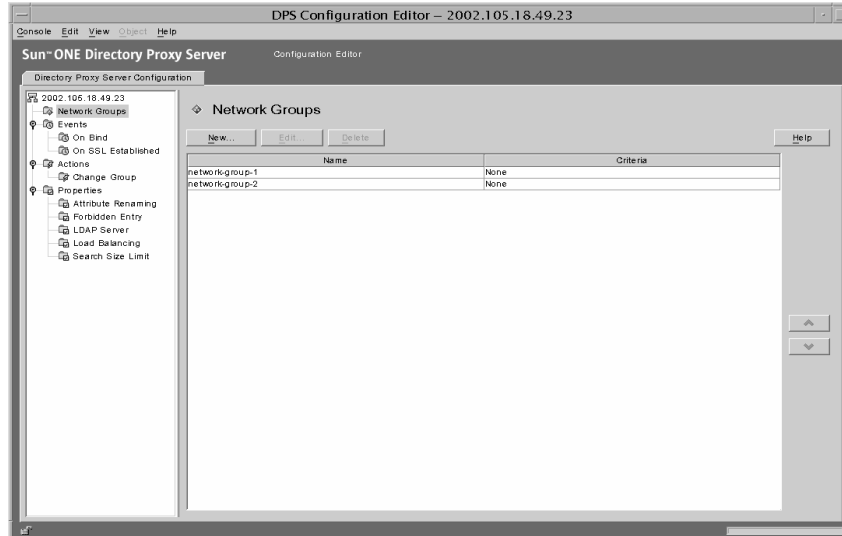 DPS Configuration Editor – 2002.105.18.49.23
Console Edit View Object Help
Sun™ ONE Directory Proxy Server Configuration Editor
Directory Proxy Server Configuration
2002.105.18.49.23
Network Groups
Events
On Bind
On SSL Established
Actions
Change Group
Properties
Attribute Renaming
Forbidden Entry
LDAP Server
Load Balancing
Search Size Limit
Network Groups
New... Edit... Delete Help
Name Criteria
network-group-1 None
network-group-2 None